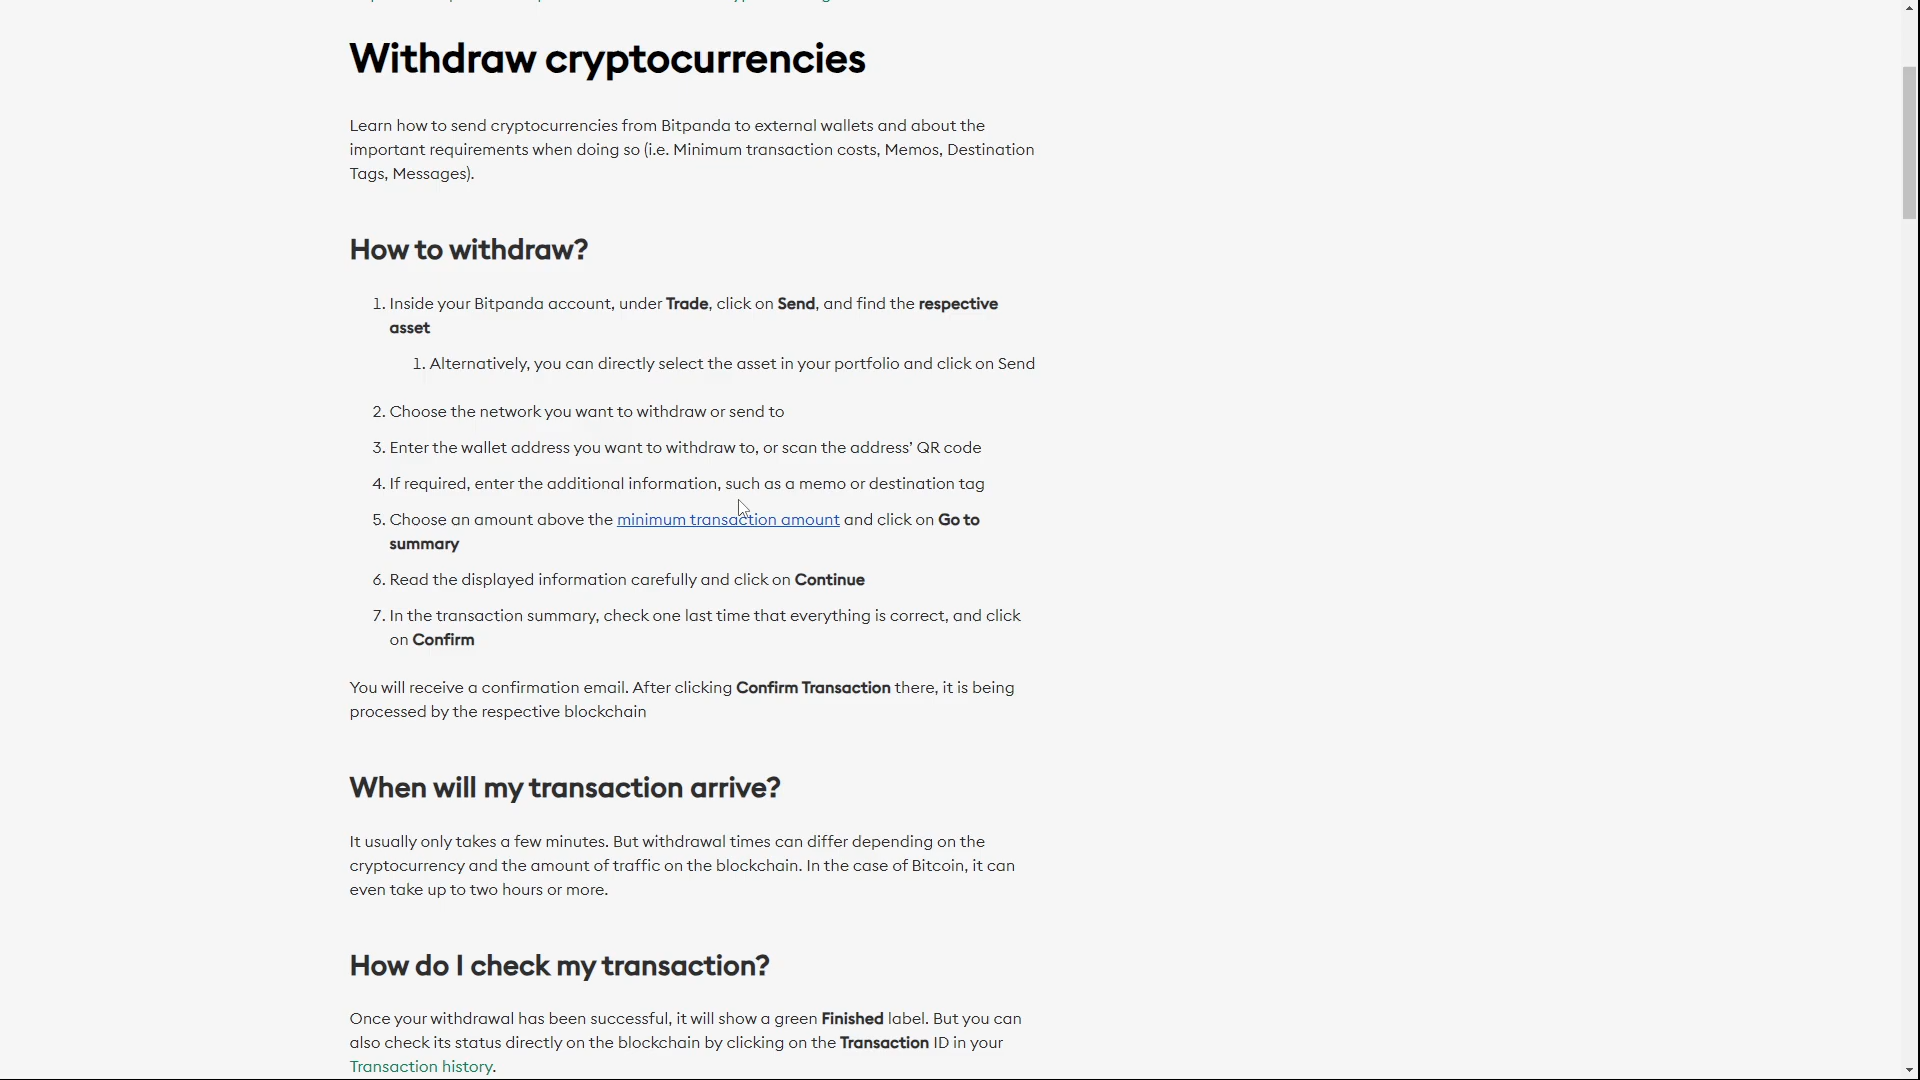 Withdraw cryptocurrencies
Learn how to send cryptocurrencies from Bitpanda to external wallets and about the
important requirements when doing so (i.e. Minimum transaction costs, Memos, Destination
Tags, Messages).
How to withdraw?
1. Inside your Bitpanda account, under Trade, click on Send, and find the respective
asset
1. Alternatively, you can directly select the asset in your portfolio and click on Send
2. Choose the network you want to withdraw or send to
3. Enter the wallet address you want to withdraw to, or scan the address’ QR code
4. If required, enter the additional information, such as a memo or destination tag
5. Choose an amount above the minimum transaction amount and click on Go to
summary
6. Read the displayed information carefully and click on Continue
7. In the transaction summary, check one last time that everything is correct, and click
on Confirm
You will receive a confirmation email. After clicking Confirm Transaction there, it is being
processed by the respective blockchain
When will my transaction arrive?
It usually only takes a few minutes. But withdrawal times can differ depending on the
cryptocurrency and the amount of traffic on the blockchain. In the case of Bitcoin, it can
even take up to two hours or more.
How do I check my transaction?
Once your withdrawal has been successful, it will show a green Finished label. But you can
also check its status directly on the blockchain by clicking on the Transaction ID in your
Transaction history.